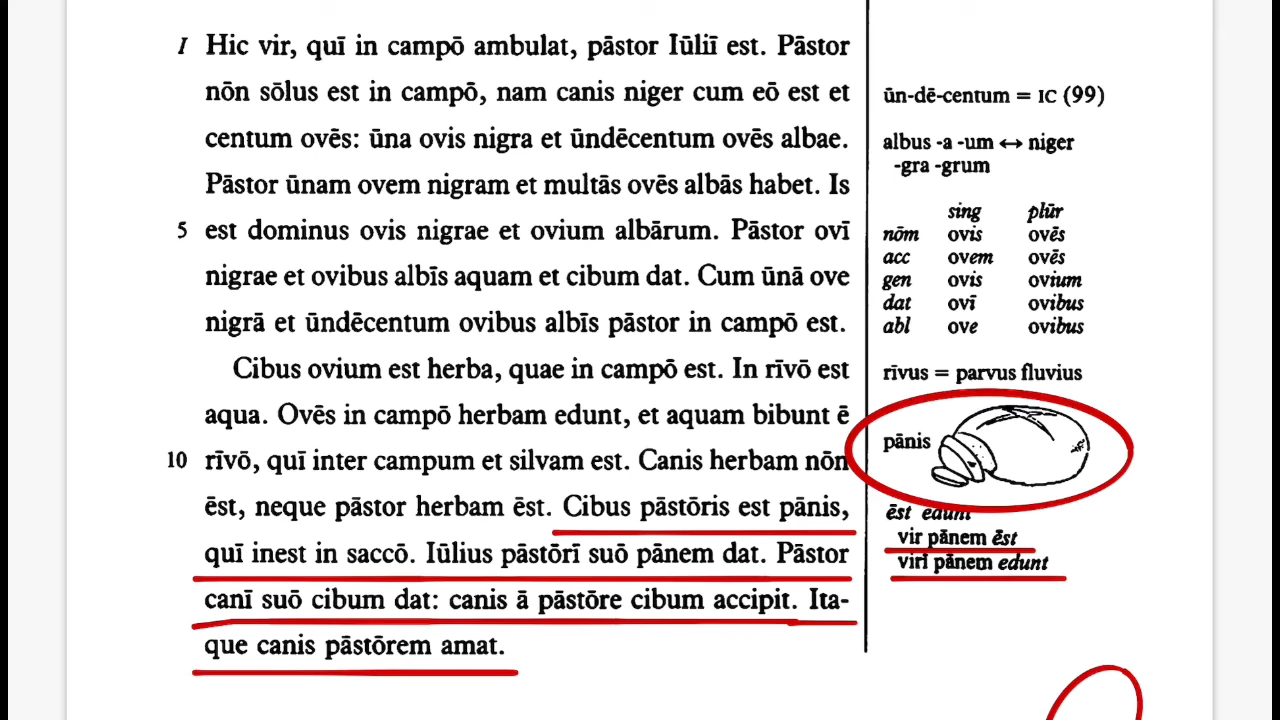 1 Hic vir, quī in campō ambulat, pāstor Iūliī est. Pāstor
nōn sōlus est in campō, nam canis niger cum eō est et
centum ovēs: ūna ovis nigra et ūndēcentum ovēs albae.
Pāstor ūnam ovem nigram et multās ovēs albās habet. Is
5 est dominus ovis nigrae et ovium albārum. Pāstor ovī
nigrae et ovibus albīs aquam et cibum dat. Cum ūnā ove
nigrā et ūndēcentum ovibus albīs pāstor in campō est.
Cibus ovium est herba, quae in campō est. In rīvō est
aqua. Ovēs in campō herbam edunt, et aquam bibunt ē
10 rīvō, quī inter campum et silvam est. Canis herbam nōn
ēst, neque pāstor herbam ēst. Cibus pāstōris est pānis,
quī inest in saccō. Iūlius pāstōrī suō pānem dat. Pāstor
canī suō cibum dat: canis ā pāstōre cibum accipit. Ita-
que canis pāstōrem amat.
ūn-dē-centum = IC (99)
albus -a -um ↔ niger
-gra -grum
sing plūr
nōm ovis ovēs
acc ovem ovēs
gen ovis ovium
dat ovī ovibus
abl ove ovibus
rīvus = parvus fluvius
pānis
ēst edunt
vir pānem ēst
virī pānem edunt